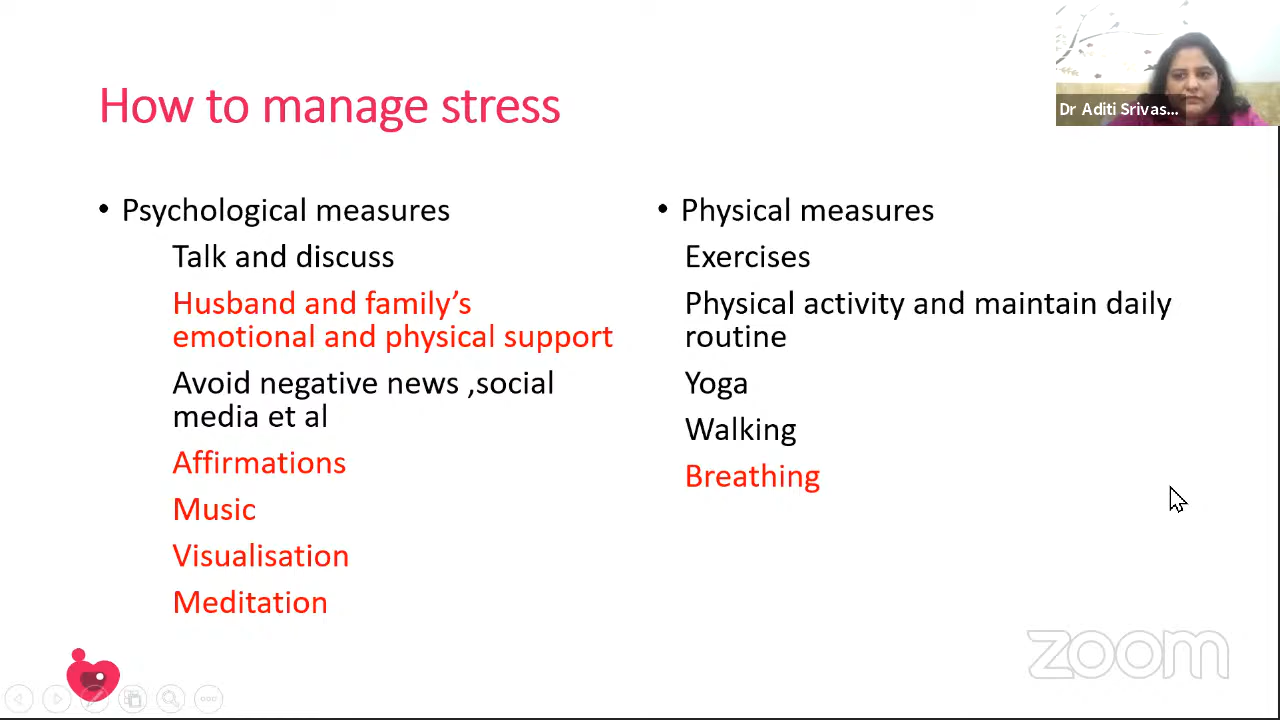 How to manage stress
Dr Aditi Srivas...
• Psychological measures
Talk and discuss
Husband and family’s
emotional and physical support
Avoid negative news ,social
media et al
Affirmations
Music
Visualisation
Meditation
• Physical measures
Exercises
Physical activity and maintain daily
routine
Yoga
Walking
Breathing
zoom